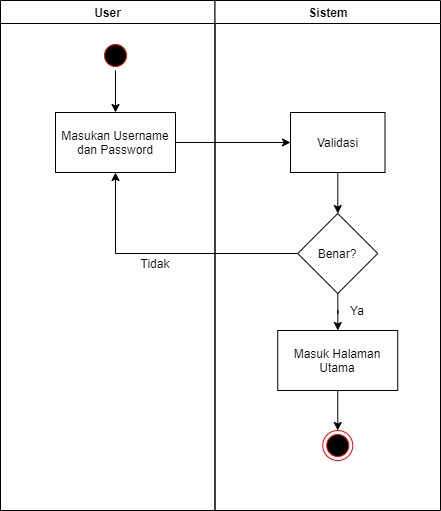 User
Sistem
Masukan Username
dan Password
Validasi
Benar?
Tidak
Ya
Masuk Halaman
Utama